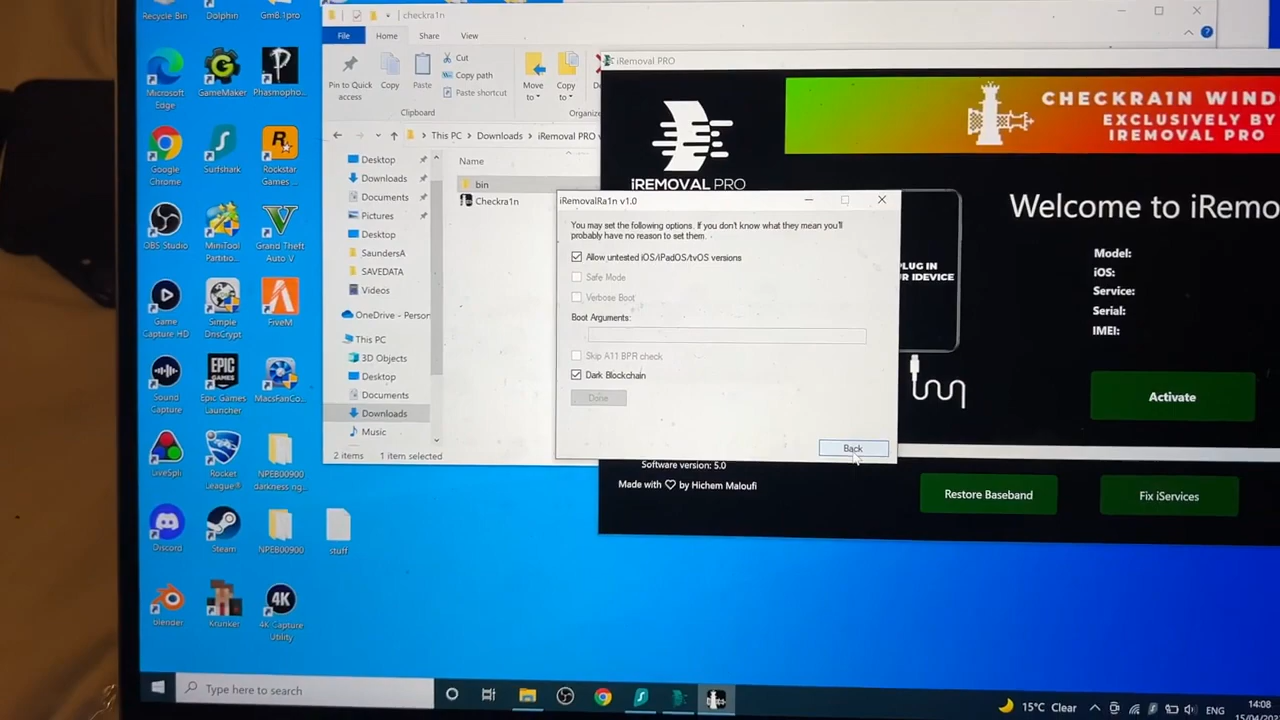 Recycle Bin
Dolphin
Gm8.1pro
Microsoft Edge
GameMaker
Phasmopho...
Google Chrome
Surfshark
Rockstar Games ...
OBS Studio
MiniTool Partitio...
Grand Theft Auto V
Game Capture HD
Simple DnsCrypt
FiveM
Sound Capture
Epic Games Launcher
MacsFanCo...
LiveSpli
Rocket League®
NPEB00900 darkness rig...
Discord
Steam
NPEB00900
stuff
blender
Krunker
4K Capture Utility
checkra1n
File
Home
Share
View
Pin to Quick access
Copy
Paste
Cut
Copy path
Paste shortcut
Move to
Copy to
Clipboard
Organize
This PC
Downloads
iRemoval PRO
Name
bin
Checkra1n
Desktop
Downloads
Documents
Pictures
Desktop
SaundersA
SAVEDATA
Videos
OneDrive - Person
This PC
3D Objects
Desktop
Documents
Downloads
Music
2 items
1 item selected
iRemoval PRO
iREMOVAL PRO
CHECKRA1N WIND
EXCLUSIVELY BY
IREMOVAL PRO
iRemovalRa1n v1.0
You may set the following options. If you don't know what they mean you'll
probably have no reason to set them.
Allow untested iOS/iPadOS/tvOS versions
Safe Mode
Verbose Boot
Boot Arguments:
Skip A11 BPR check
Dark Blockchain
Done
Back
PLUG IN
R IDEVICE
Welcome to iRemo
Model:
iOS:
Service:
Serial:
IMEI:
Activate
Software version: 5.0
Made with ♡ by Hichem Maloufi
Restore Baseband
Fix iServices
Type here to search
15°C Clear
ENG
14:08
15/04/20